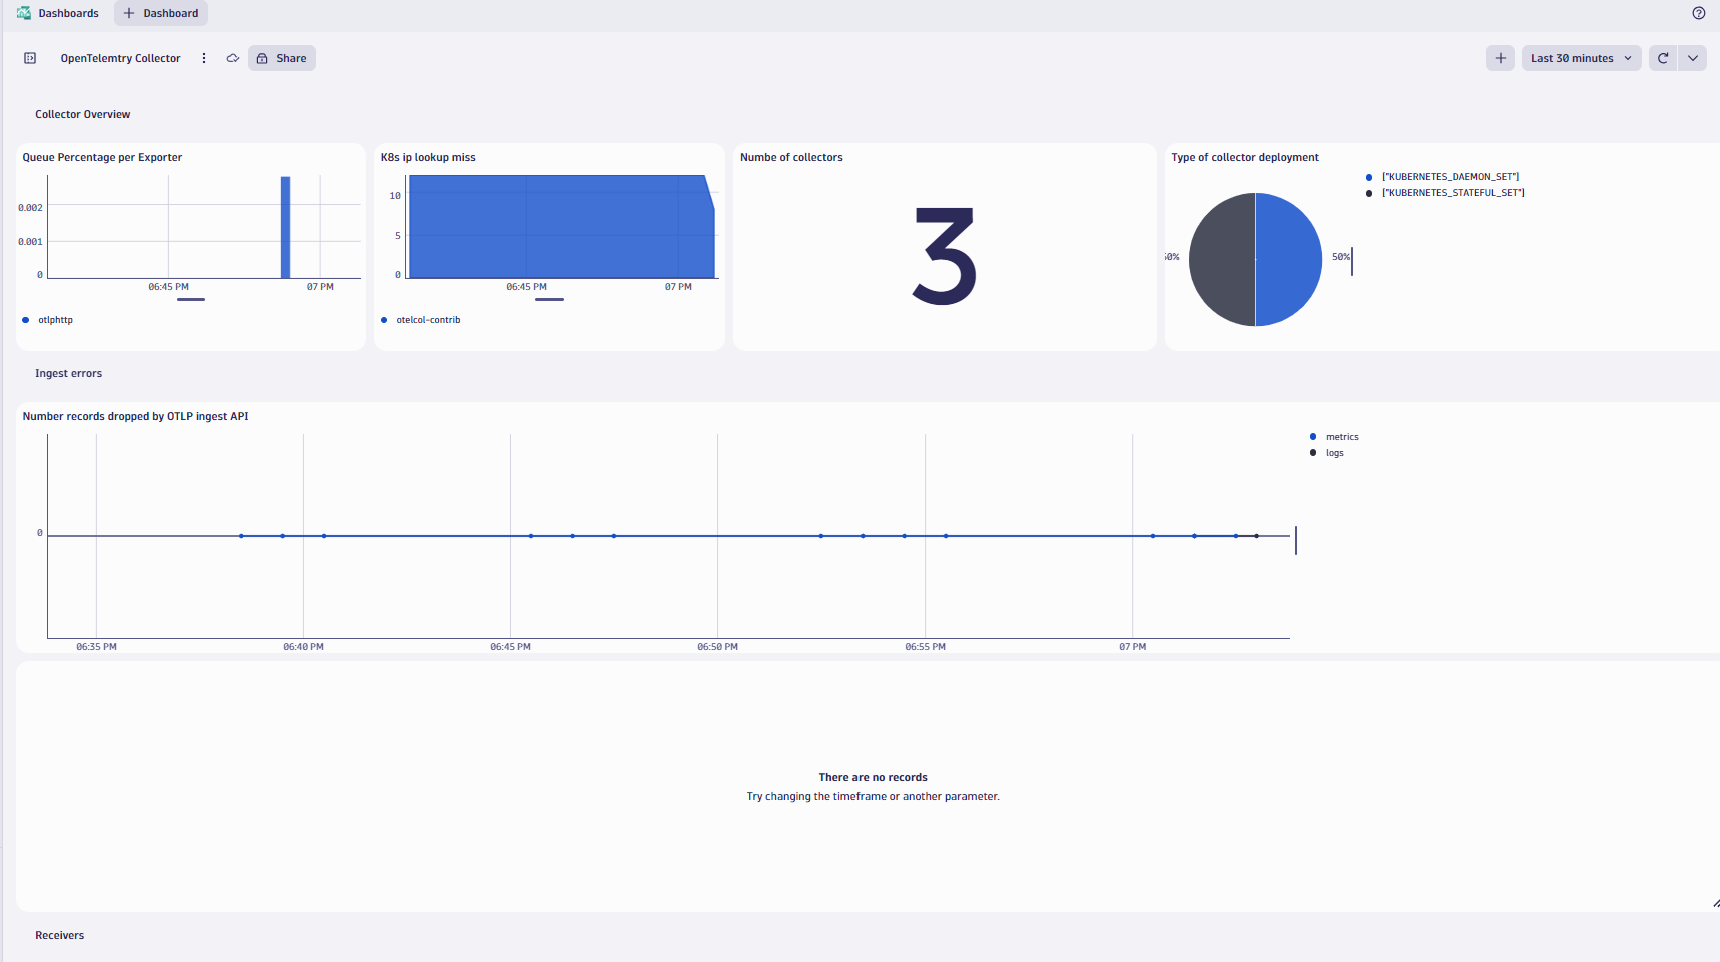 Dashboards
Dashboard
OpenTelemtry Collector
Share
Last 30 minutes
Collector Overview
Queue Percentage per Exporter
0.002
0.001
0
06:45 PM
07 PM
otlphttp
K8s ip lookup miss
10
5
0
06:45 PM
07 PM
otelcol-contrib
Numbe of collectors
3
Type of collector deployment
50%
["KUBERNETES_DAEMON_SET"]
["KUBERNETES_STATEFUL_SET"]
Ingest errors
Number records dropped by OTLP ingest API
0
06:35 PM
06:40 PM
06:45 PM
06:50 PM
06:55 PM
07 PM
metrics
logs
There are no records
Try changing the timeframe or another parameter.
Receivers